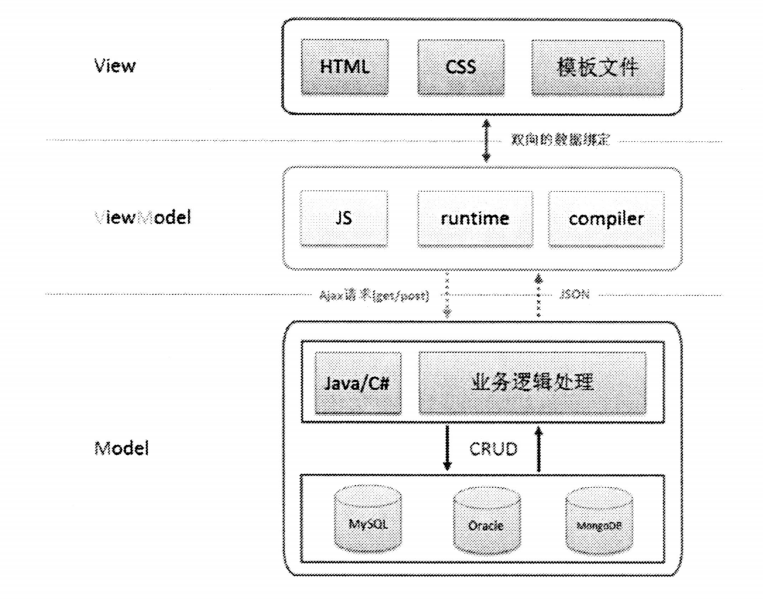 View
HTML
CSS
模板文件
双向的数据绑定
ViewModel
JS
runtime
compiler
Ajax请求(get/post)
JSON
Java/C#
业务逻辑处理
Model
CRUD
MySQL
Oracle
MongoDB